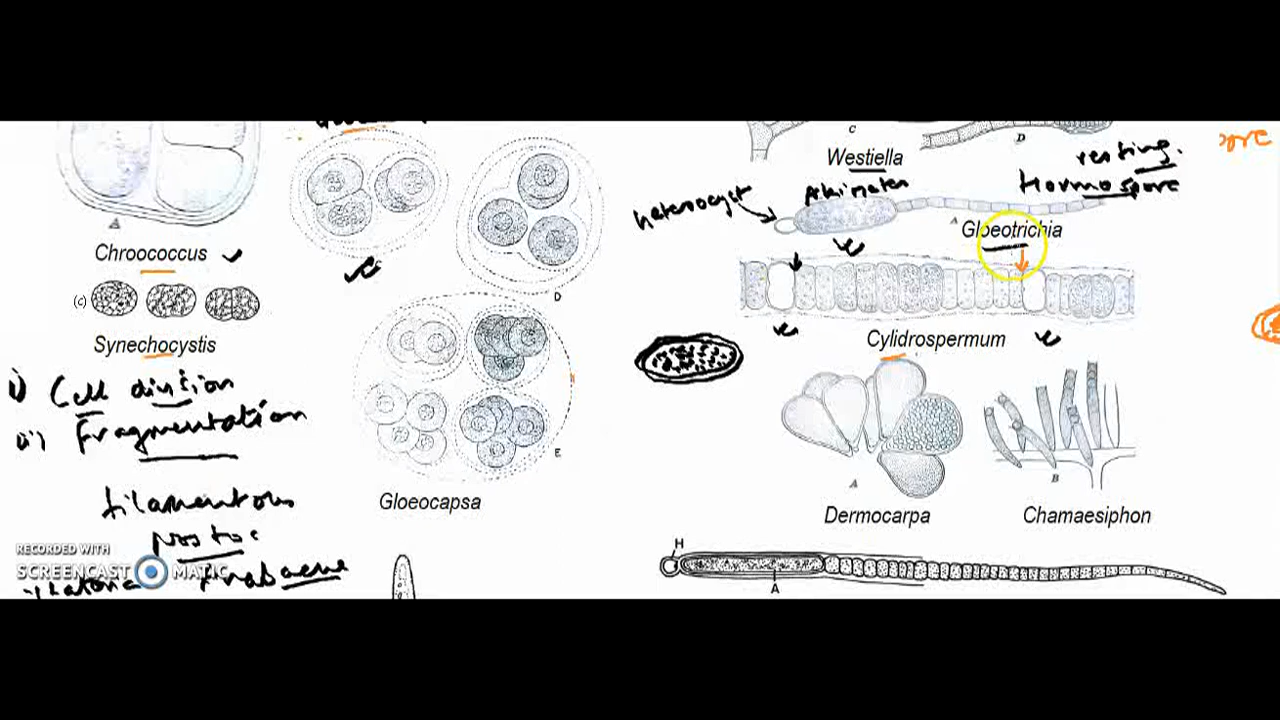 A
Chroococcus
(c)
Synechocystis
i) Cell division
ii) Fragmentation
filamentous
nostoc
Anabaena
RECORDED WITH
SCREENCAST MATIC
C
D
E
Gloeocapsa
C
D
Westiella
resting.
Hormospore
heterocyst
Akinates
A
Gloeotrichia
Cylidrospermum
A
B
Dermocarpa
Chamaesiphon
H
A